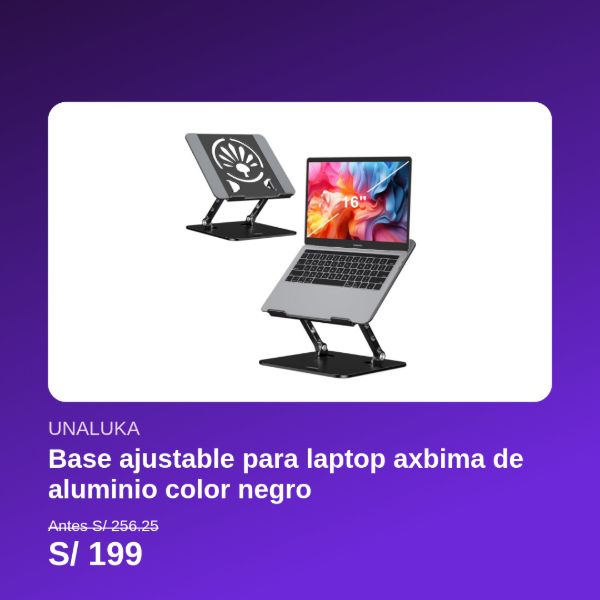 16"
UNALUKA
Base ajustable para laptop axbima de
aluminio color negro
Antes S/ 256.25
S/ 199